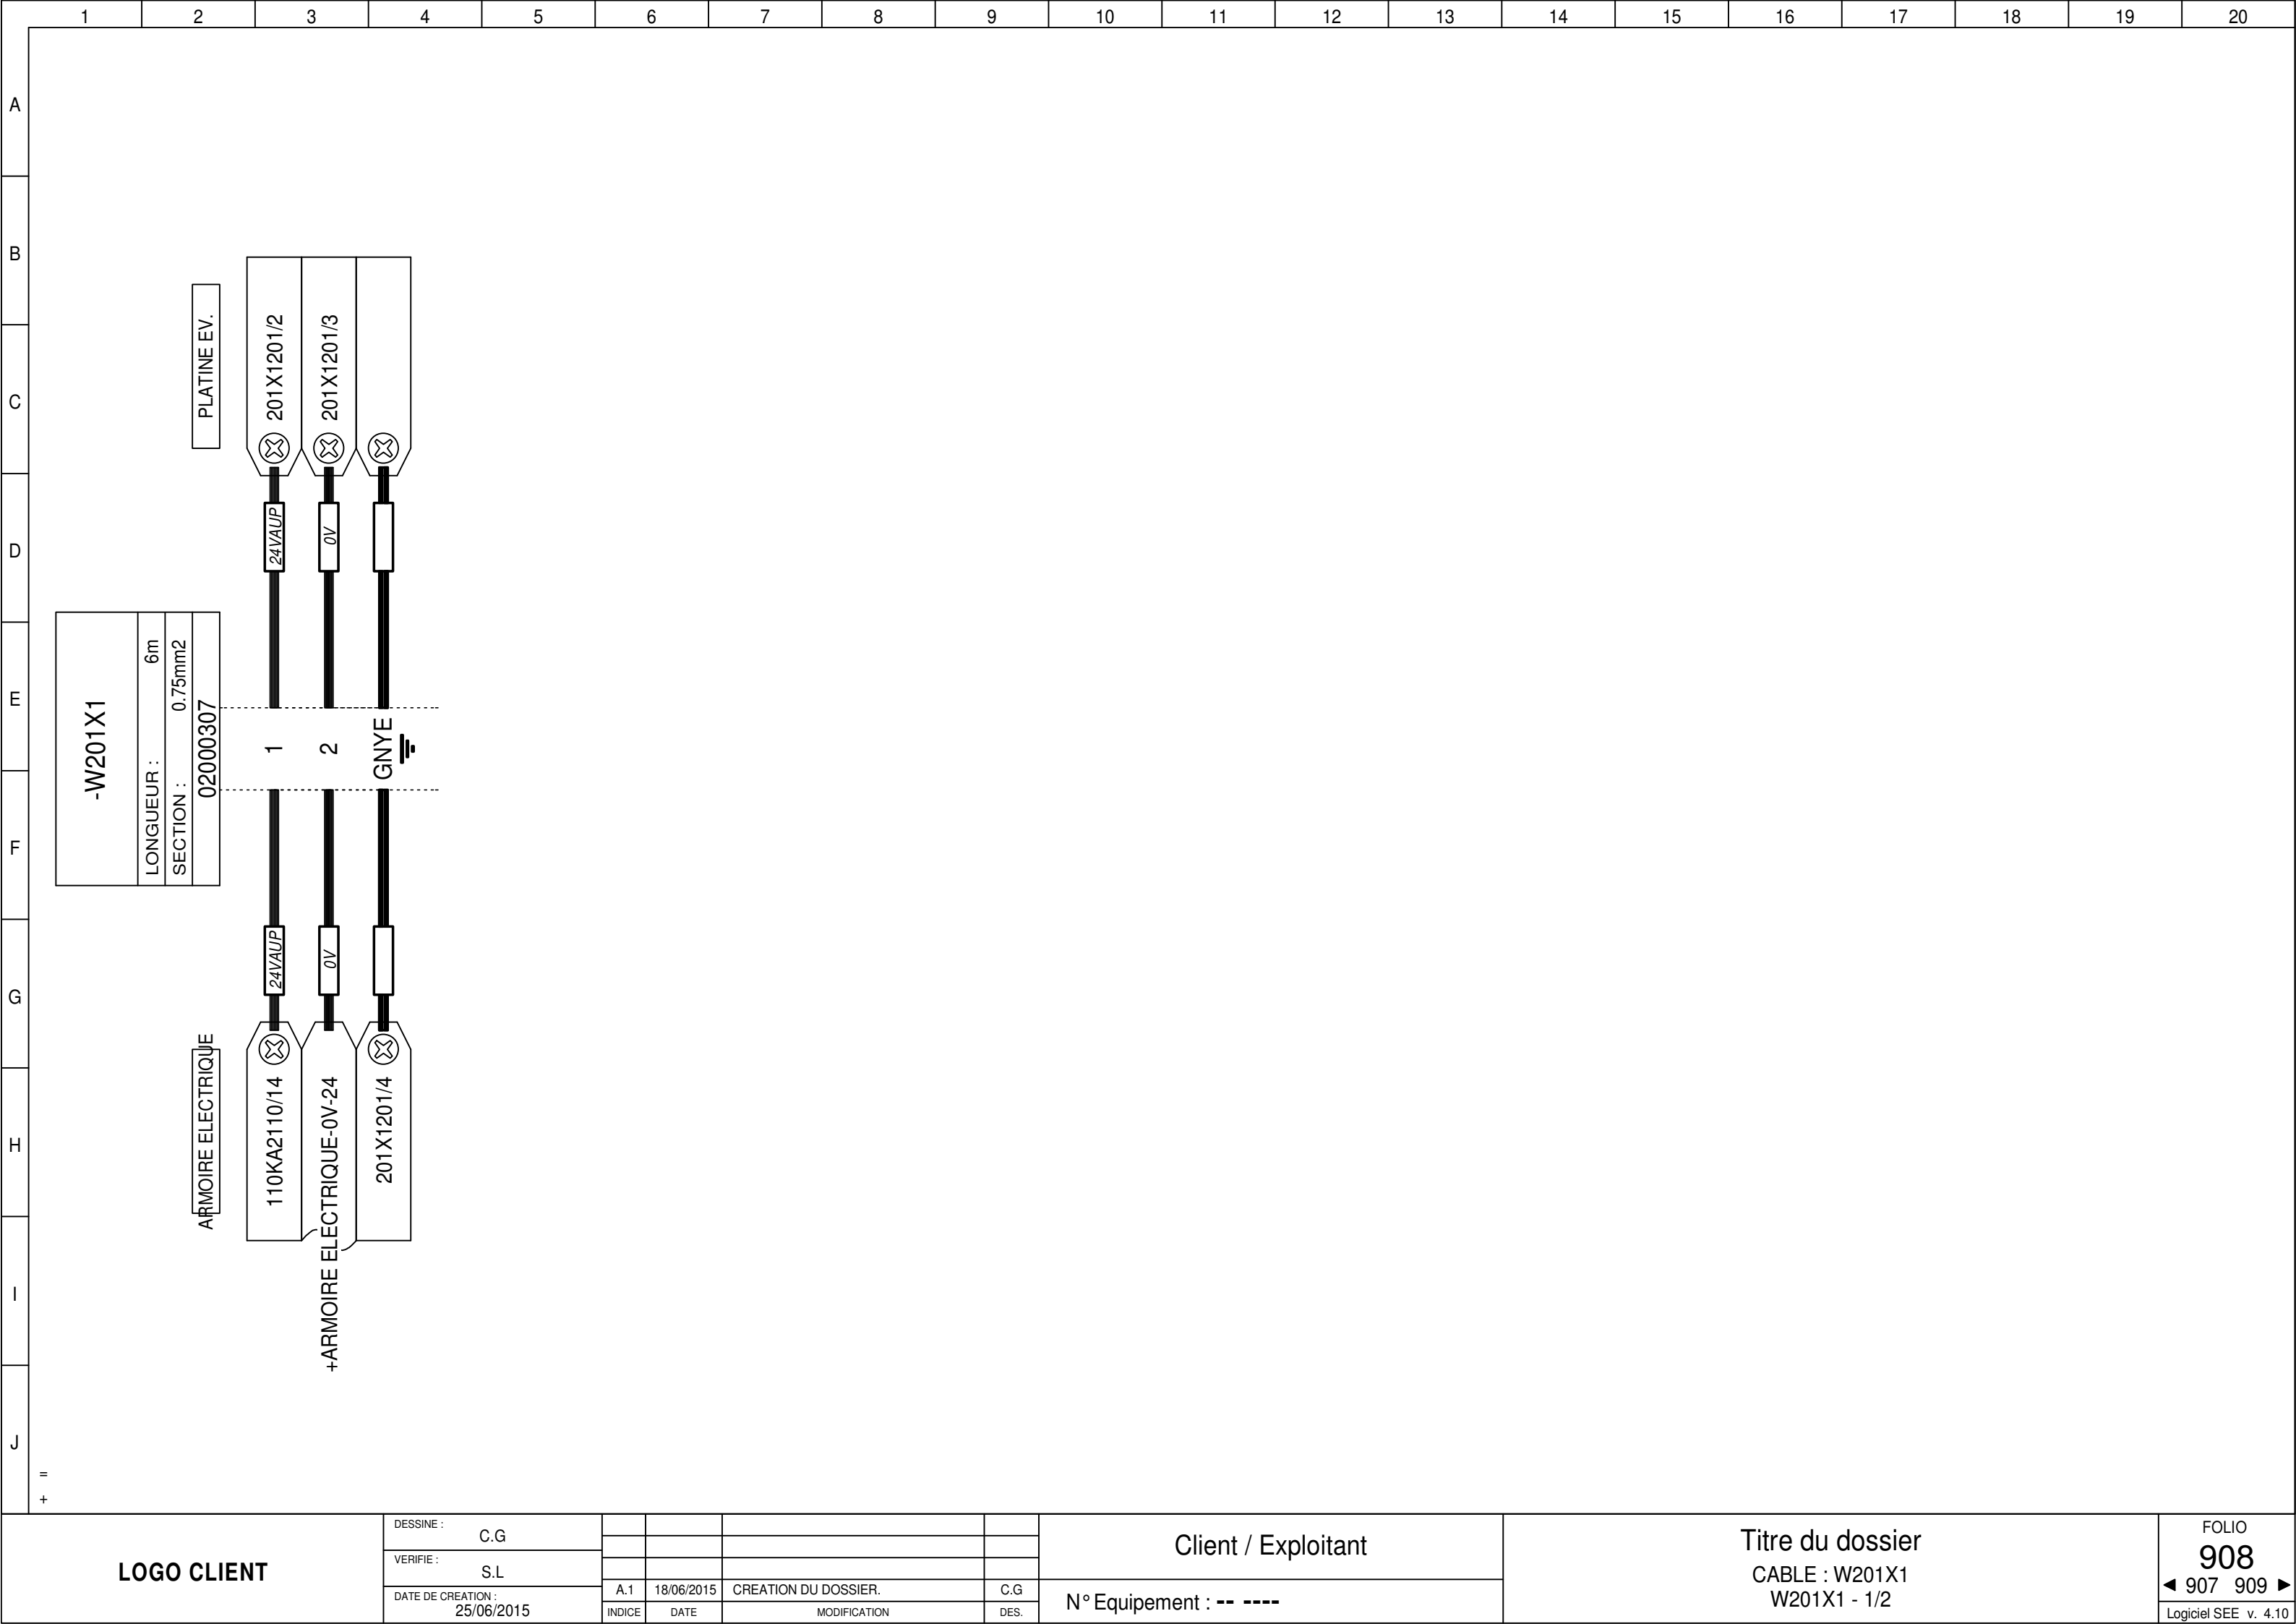 1 2 3 4 5 6 7 8 9 10 11 12 13 14 15 16 17 18 19 20
A
B
C
D
E
F
G
H
I
J
PLATINE EV.
201X1201/2
201X1201/3
24VAUP
0V
-W201X1
LONGUEUR : 6m
SECTION : 0.75mm2
02000307
1
2
GNYE
24VAUP
0V
ARMOIRE ELECTRIQUE
110KA2110/14
+ARMOIRE ELECTRIQUE-0V-24
201X1201/4
=
+
LOGO CLIENT
DESSINE :
C.G
VERIFIE :
S.L
DATE DE CREATION :
25/06/2015
A.1 18/06/2015 CREATION DU DOSSIER. C.G
INDICE DATE MODIFICATION DES.
Client / Exploitant
N° Equipement : -- ----
Titre du dossier
CABLE : W201X1
W201X1 - 1/2
FOLIO
908
907 909
Logiciel SEE v. 4.10